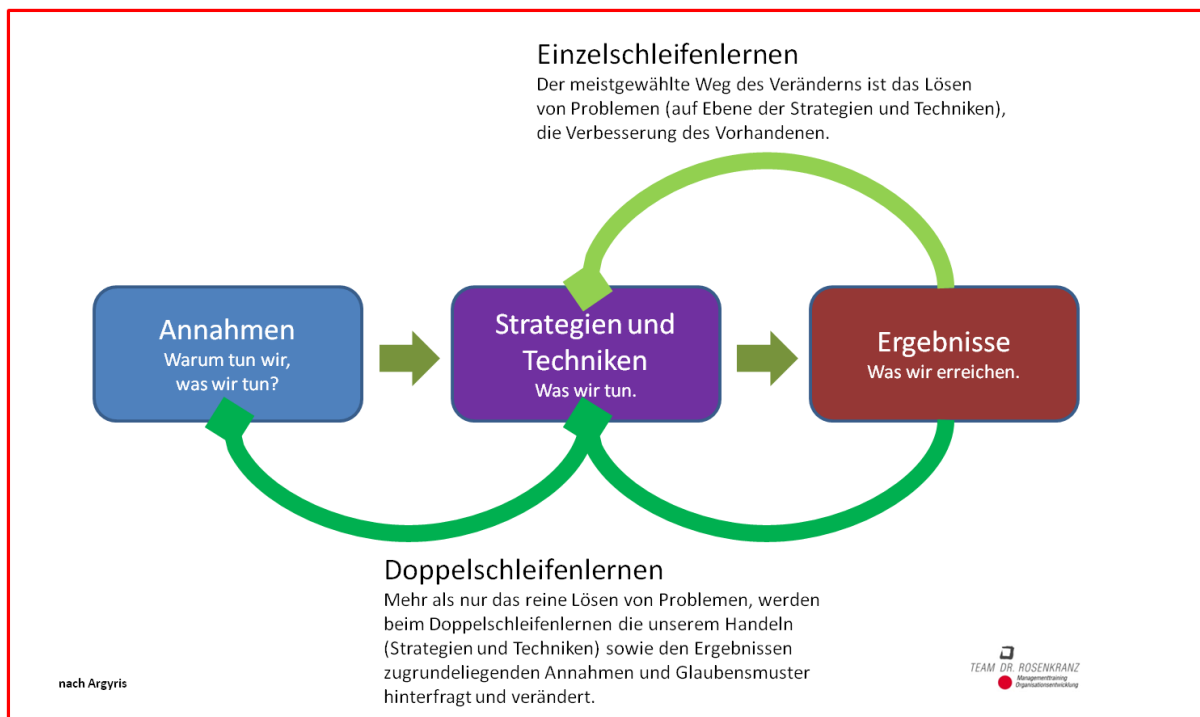 Einzelschleifenlernen
Der meistgewählte Weg des Veränderns ist das Lösen
von Problemen (auf Ebene der Strategien und Techniken),
die Verbesserung des Vorhandenen.
Annahmen
Warum tun wir,
was wir tun?
Strategien und
Techniken
Was wir tun.
Ergebnisse
Was wir erreichen.
Doppelschleifenlernen
Mehr als nur das reine Lösen von Problemen, werden
beim Doppelschleifenlernen die unserem Handeln
(Strategien und Techniken) sowie den Ergebnissen
zugrundeliegenden Annahmen und Glaubensmuster
hinterfragt und verändert.
nach Argyris
TEAM DR. ROSENKRANZ
Managementtraining
Organisationsentwicklung